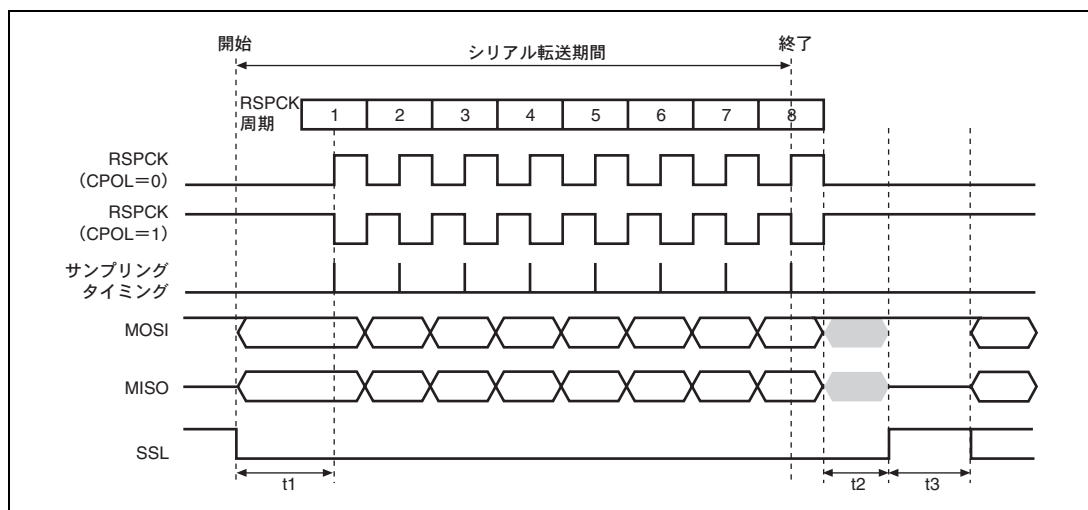 開始
シリアル転送期間
終了
RSPCK
周期
1 2 3 4 5 6 7 8
RSPCK
（CPOL＝0）
RSPCK
（CPOL＝1）
サンプリング
タイミング
MOSI
MISO
SSL
t1
t2
t3